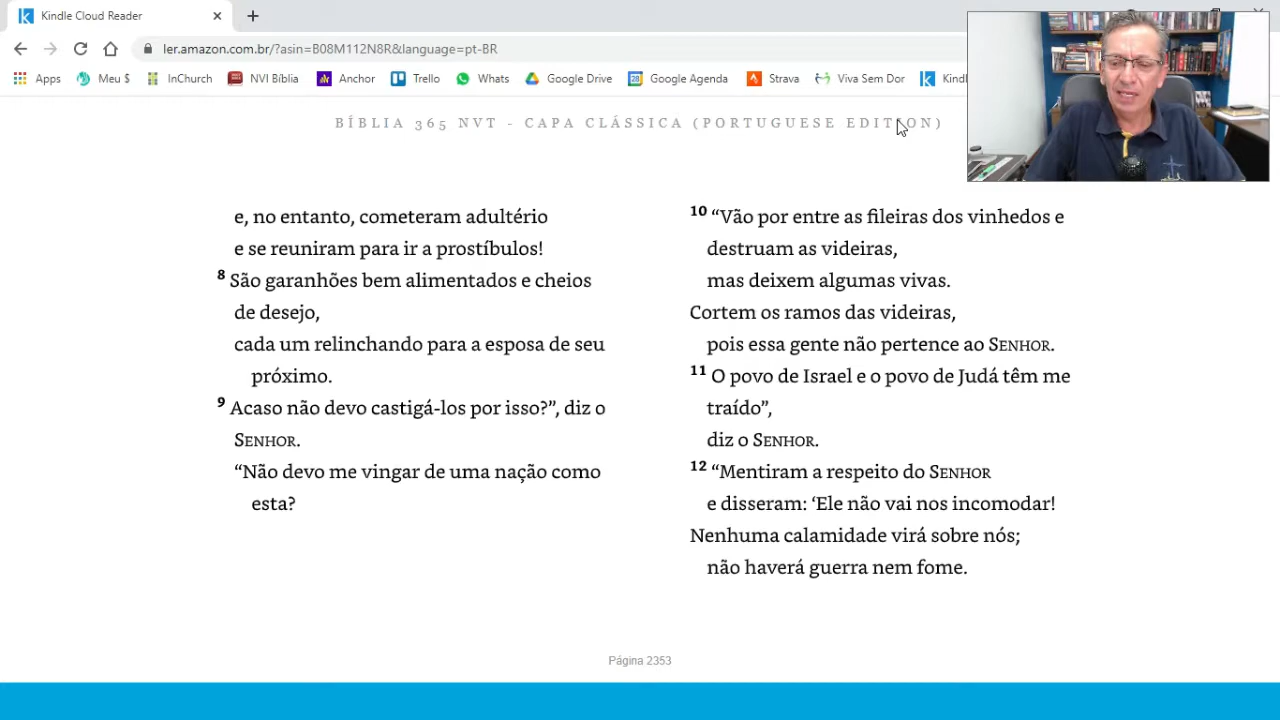 Kindle Cloud Reader
ler.amazon.com.br/?asin=B08M112N8R&language=pt-BR
Apps Meu $ InChurch NVI Bíblia Anchor Trello Whats Google Drive Google Agenda Strava Viva Sem Dor Kindl
BÍBLIA 365 NVT - CAPA CLÁSSICA (PORTUGUESE EDITION)
e, no entanto, cometeram adultério
e se reuniram para ir a prostíbulos!
8 São garanhões bem alimentados e cheios
de desejo,
cada um relinchando para a esposa de seu
próximo.
9 Acaso não devo castigá-los por isso?”, diz o
SENHOR.
“Não devo me vingar de uma nação como
esta?
10 “Vão por entre as fileiras dos vinhedos e
destruam as videiras,
mas deixem algumas vivas.
Cortem os ramos das videiras,
pois essa gente não pertence ao SENHOR.
11 O povo de Israel e o povo de Judá têm me
traído”,
diz o SENHOR.
12 “Mentiram a respeito do SENHOR
e disseram: ‘Ele não vai nos incomodar!
Nenhuma calamidade virá sobre nós;
não haverá guerra nem fome.
Página 2353